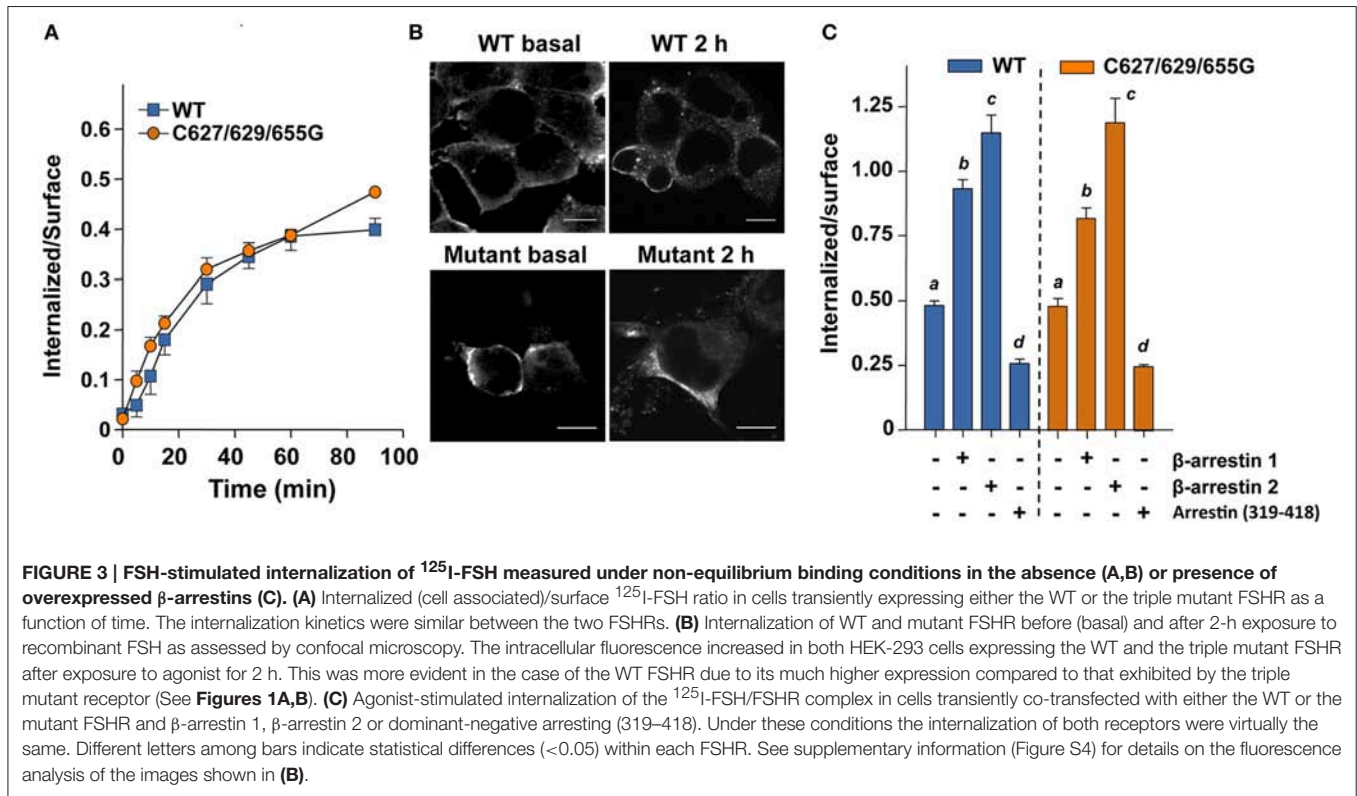 A
Internalized/Surface
0.6
0.5
0.4
0.3
0.2
0.1
0
WT
C627/629/655G
0 20 40 60 80 100
Time (min)
B
WT basal WT 2 h
Mutant basal Mutant 2 h
C
WT C627/629/655G
Internalized/surface
1.25
1.00
0.75
0.50
0.25
0
a b c d a b c d
- + - - - + - - β-arrestin 1
- - + - - - + - β-arrestin 2
- - - + - - - + Arrestin (319-418)
FIGURE 3 | FSH-stimulated internalization of ¹²⁵I-FSH measured under non-equilibrium binding conditions in the absence (A,B) or presence of
overexpressed β-arrestins (C). (A) Internalized (cell associated)/surface ¹²⁵I-FSH ratio in cells transiently expressing either the WT or the triple mutant FSHR as a
function of time. The internalization kinetics were similar between the two FSHRs. (B) Internalization of WT and mutant FSHR before (basal) and after 2-h exposure to
recombinant FSH as assessed by confocal microscopy. The intracellular fluorescence increased in both HEK-293 cells expressing the WT and the triple mutant FSHR
after exposure to agonist for 2 h. This was more evident in the case of the WT FSHR due to its much higher expression compared to that exhibited by the triple
mutant receptor (See Figures 1A,B). (C) Agonist-stimulated internalization of the ¹²⁵I-FSH/FSHR complex in cells transiently co-transfected with either the WT or the
mutant FSHR and β-arrestin 1, β-arrestin 2 or dominant-negative arresting (319–418). Under these conditions the internalization of both receptors were virtually the
same. Different letters among bars indicate statistical differences (<0.05) within each FSHR. See supplementary information (Figure S4) for details on the fluorescence
analysis of the images shown in (B).